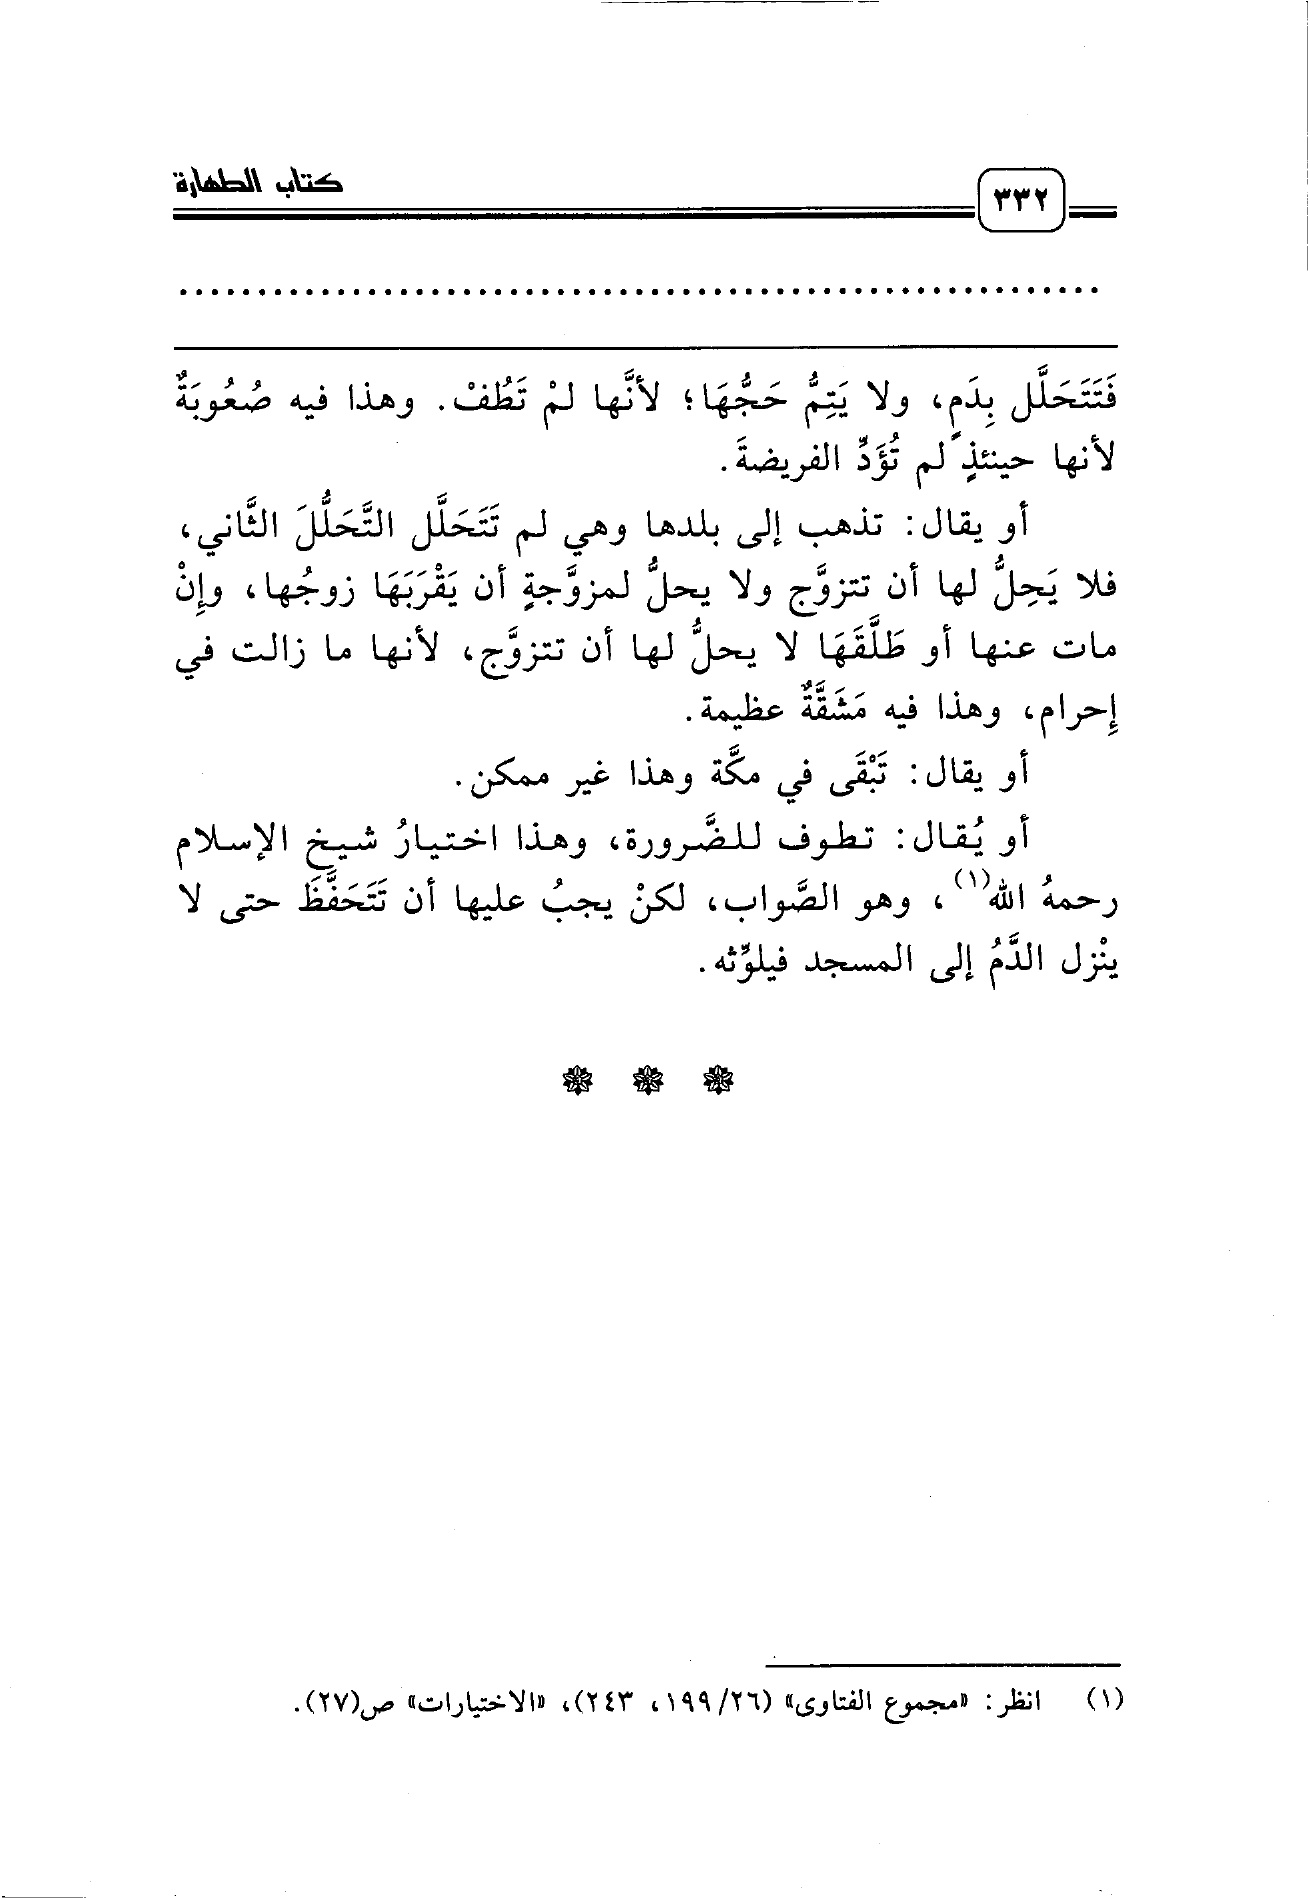 كتاب الطهارة
٣٣٢
فَتَتَحَلَّل بِدَمٍ، ولا يَتِمُّ حَجُّهَا؛ لأنَّها لمْ تَطُفْ. وهذا فيه صُعُوبَةٌ
لأنها حينئذٍ لم تُؤَدِّ الفريضةَ.
أو يقال: تذهب إلى بلدها وهي لم تَتَحَلَّل التَّحَلُّلَ الثَّاني،
فلا يَحِلُّ لها أن تتزوَّج ولا يحلُّ لمزوَّجةٍ أن يَقْرَبَهَا زوجُها، وإِنْ
مات عنها أو طَلَّقَهَا لا يحلُّ لها أن تتزوَّج، لأنها ما زالت في
إِحرام، وهذا فيه مَشَقَّةٌ عظيمة.
أو يقال: تَبْقَى في مكَّة وهذا غير ممكن.
أو يُقال: تطوف للضَّرورة، وهذا اختيارُ شيخ الإسلام
رحمهُ الله(١)، وهو الصَّواب، لكنْ يجبُ عليها أن تَتَحَفَّظَ حتى لا
ينْزل الدَّمُ إلى المسجد فيلوِّثه.
(١) انظر: «مجموع الفتاوى» (٢٦/ ١٩٩، ٢٤٣)، «الاختيارات» ص(٢٧).